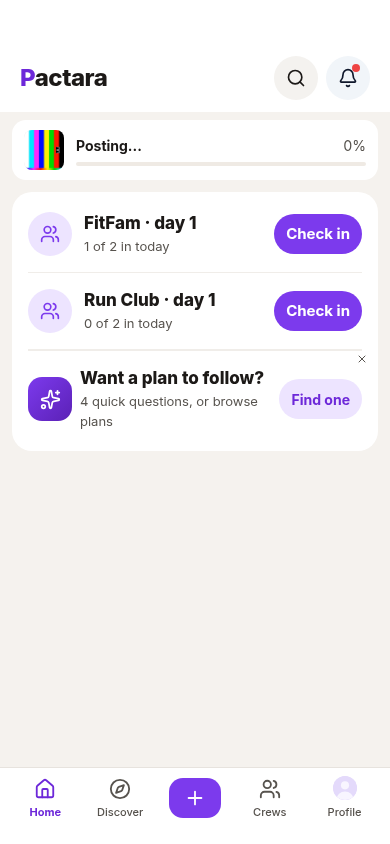 Pactara
Posting...
0%
FitFam · day 1
1 of 2 in today
Check in
Run Club · day 1
0 of 2 in today
Check in
Want a plan to follow?
4 quick questions, or browse
plans
Find one
Home
Discover
Crews
Profile